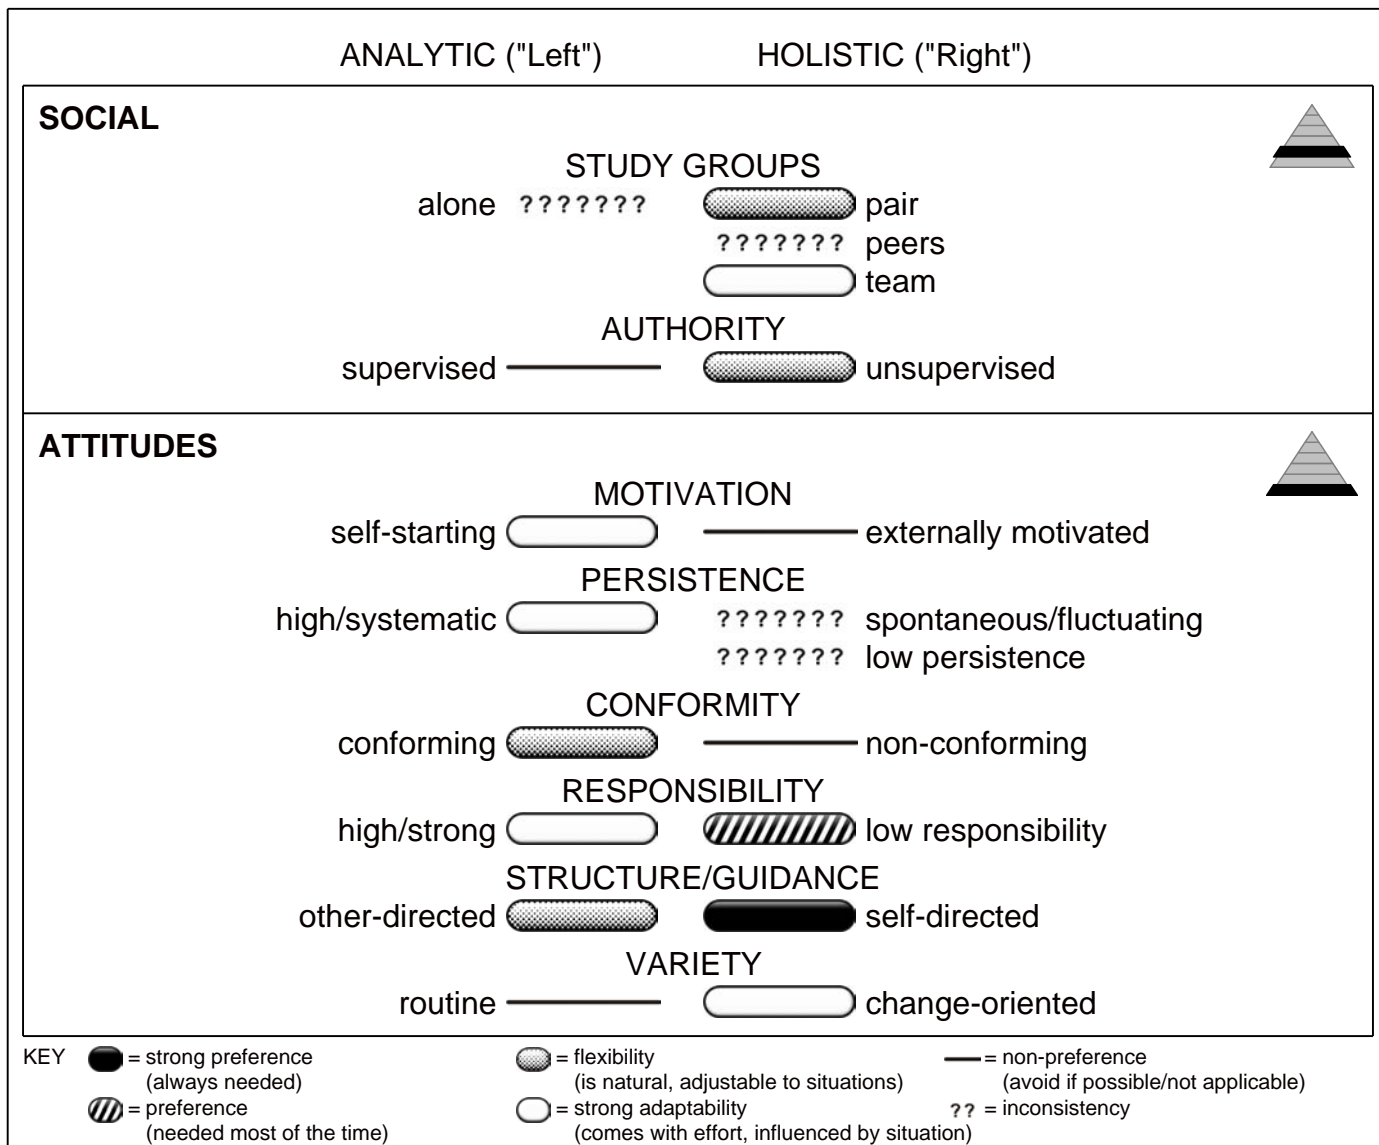 ANALYTIC ("Left") HOLISTIC ("Right")
SOCIAL
STUDY GROUPS
alone ??????? pair
??????? peers
team
AUTHORITY
supervised unsupervised
ATTITUDES
MOTIVATION
self-starting externally motivated
PERSISTENCE
high/systematic ??????? spontaneous/fluctuating
??????? low persistence
CONFORMITY
conforming non-conforming
RESPONSIBILITY
high/strong low responsibility
STRUCTURE/GUIDANCE
other-directed self-directed
VARIETY
routine change-oriented
KEY = strong preference = flexibility = non-preference
(always needed) (is natural, adjustable to situations) (avoid if possible/not applicable)
= preference = strong adaptability ?? = inconsistency
(needed most of the time) (comes with effort, influenced by situation)